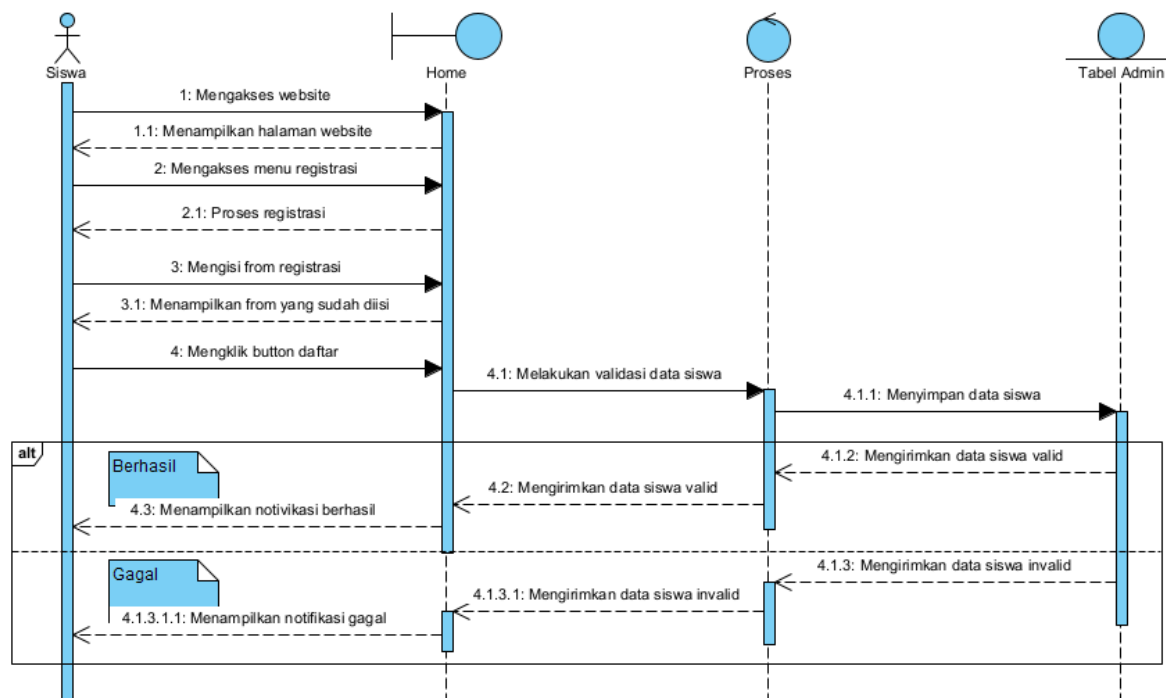 Siswa
Home
Proses
Tabel Admin
1: Mengakses website
1.1: Menampilkan halaman website
2: Mengakses menu registrasi
2.1: Proses registrasi
3: Mengisi from registrasi
3.1: Menampilkan from yang sudah diisi
4: Mengklik button daftar
4.1: Melakukan validasi data siswa
4.1.1: Menyimpan data siswa
alt
Berhasil
4.1.2: Mengirimkan data siswa valid
4.2: Mengirimkan data siswa valid
4.3: Menampilkan notivikasi berhasil
Gagal
4.1.3: Mengirimkan data siswa invalid
4.1.3.1: Mengirimkan data siswa invalid
4.1.3.1.1: Menampilkan notifikasi gagal